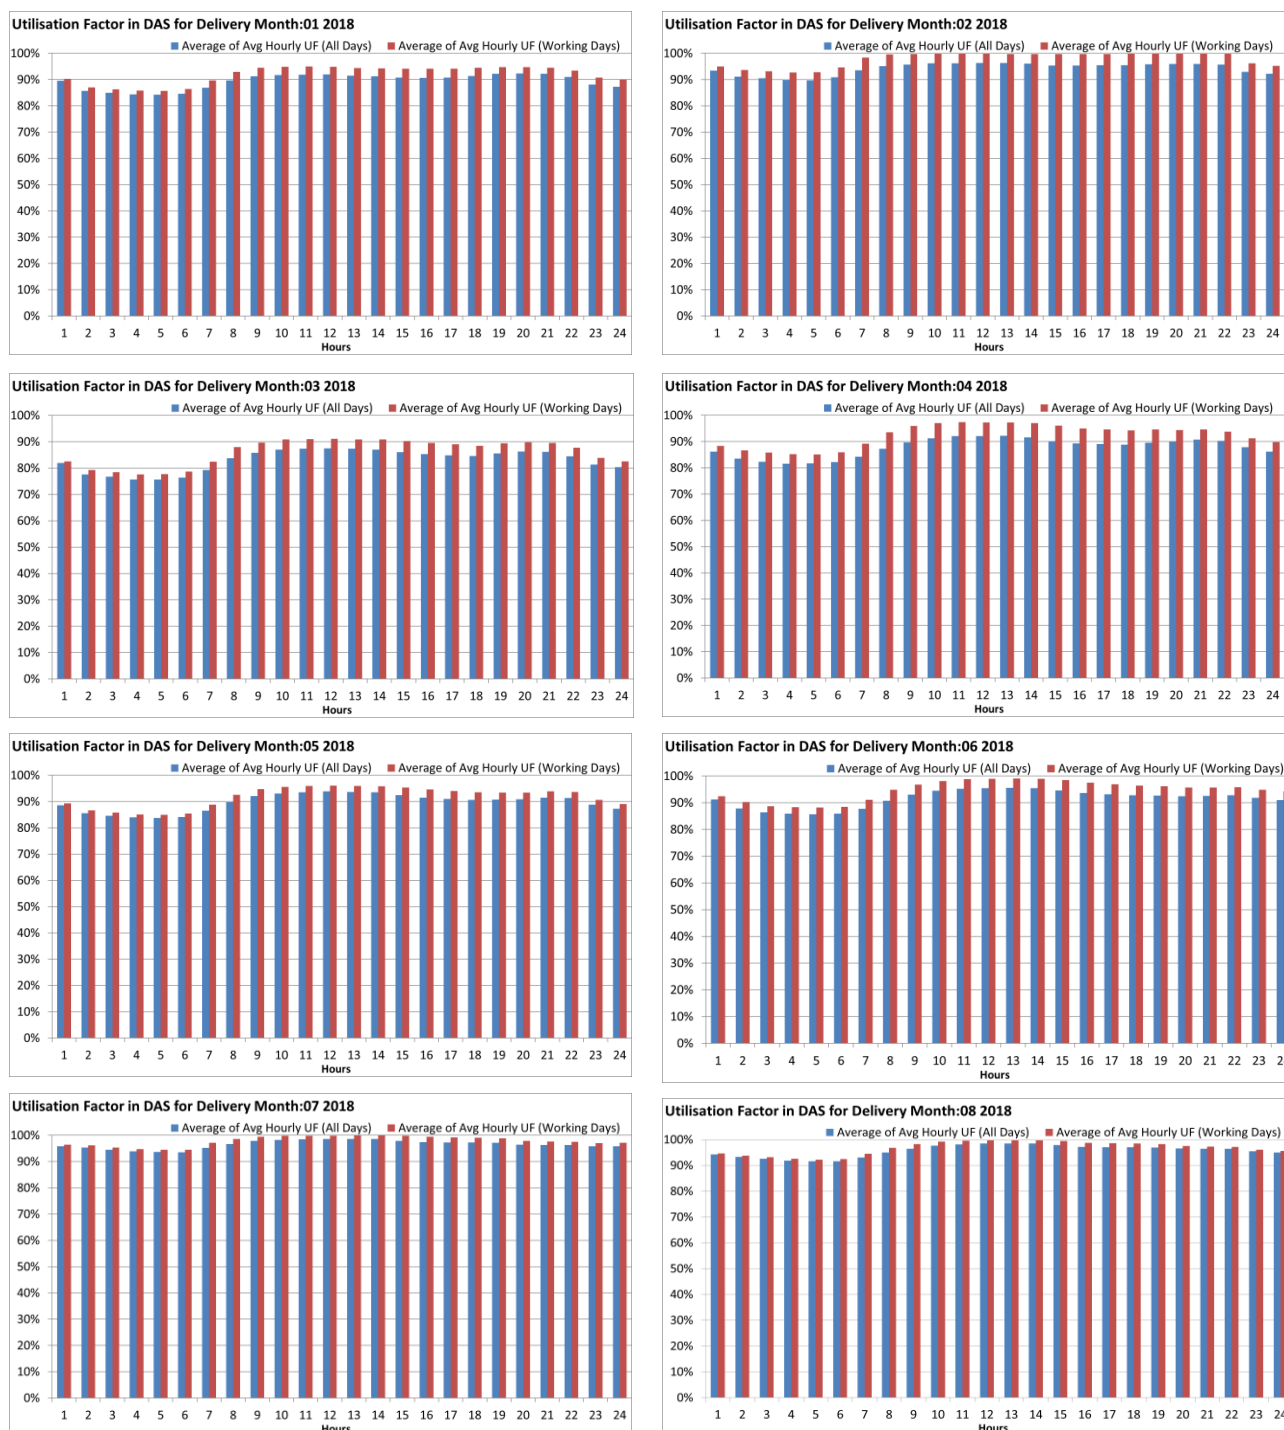 Utilisation Factor in DAS for Delivery Month:01 2018
Average of Avg Hourly UF (All Days) Average of Avg Hourly UF (Working Days)
100%
90%
80%
70%
60%
50%
40%
30%
20%
10%
0%
1 2 3 4 5 6 7 8 9 10 11 12 13 14 15 16 17 18 19 20 21 22 23 24
Hours
Utilisation Factor in DAS for Delivery Month:02 2018
Average of Avg Hourly UF (All Days) Average of Avg Hourly UF (Working Days)
100%
90%
80%
70%
60%
50%
40%
30%
20%
10%
0%
1 2 3 4 5 6 7 8 9 10 11 12 13 14 15 16 17 18 19 20 21 22 23 24
Hours
Utilisation Factor in DAS for Delivery Month:03 2018
Average of Avg Hourly UF (All Days) Average of Avg Hourly UF (Working Days)
100%
90%
80%
70%
60%
50%
40%
30%
20%
10%
0%
1 2 3 4 5 6 7 8 9 10 11 12 13 14 15 16 17 18 19 20 21 22 23 24
Hours
Utilisation Factor in DAS for Delivery Month:04 2018
Average of Avg Hourly UF (All Days) Average of Avg Hourly UF (Working Days)
100%
90%
80%
70%
60%
50%
40%
30%
20%
10%
0%
1 2 3 4 5 6 7 8 9 10 11 12 13 14 15 16 17 18 19 20 21 22 23 24
Hours
Utilisation Factor in DAS for Delivery Month:05 2018
Average of Avg Hourly UF (All Days) Average of Avg Hourly UF (Working Days)
100%
90%
80%
70%
60%
50%
40%
30%
20%
10%
0%
1 2 3 4 5 6 7 8 9 10 11 12 13 14 15 16 17 18 19 20 21 22 23 24
Hours
Utilisation Factor in DAS for Delivery Month:06 2018
Average of Avg Hourly UF (All Days) Average of Avg Hourly UF (Working Days)
100%
90%
80%
70%
60%
50%
40%
30%
20%
10%
0%
1 2 3 4 5 6 7 8 9 10 11 12 13 14 15 16 17 18 19 20 21 22 23
Hours
Utilisation Factor in DAS for Delivery Month:07 2018
Average of Avg Hourly UF (All Days) Average of Avg Hourly UF (Working Days)
100%
90%
80%
70%
60%
50%
40%
30%
20%
10%
0%
1 2 3 4 5 6 7 8 9 10 11 12 13 14 15 16 17 18 19 20 21 22 23 24
Hours
Utilisation Factor in DAS for Delivery Month:08 2018
Average of Avg Hourly UF (All Days) Average of Avg Hourly UF (Working Days)
100%
90%
80%
70%
60%
50%
40%
30%
20%
10%
0%
1 2 3 4 5 6 7 8 9 10 11 12 13 14 15 16 17 18 19 20 21 22 23 24
Hours